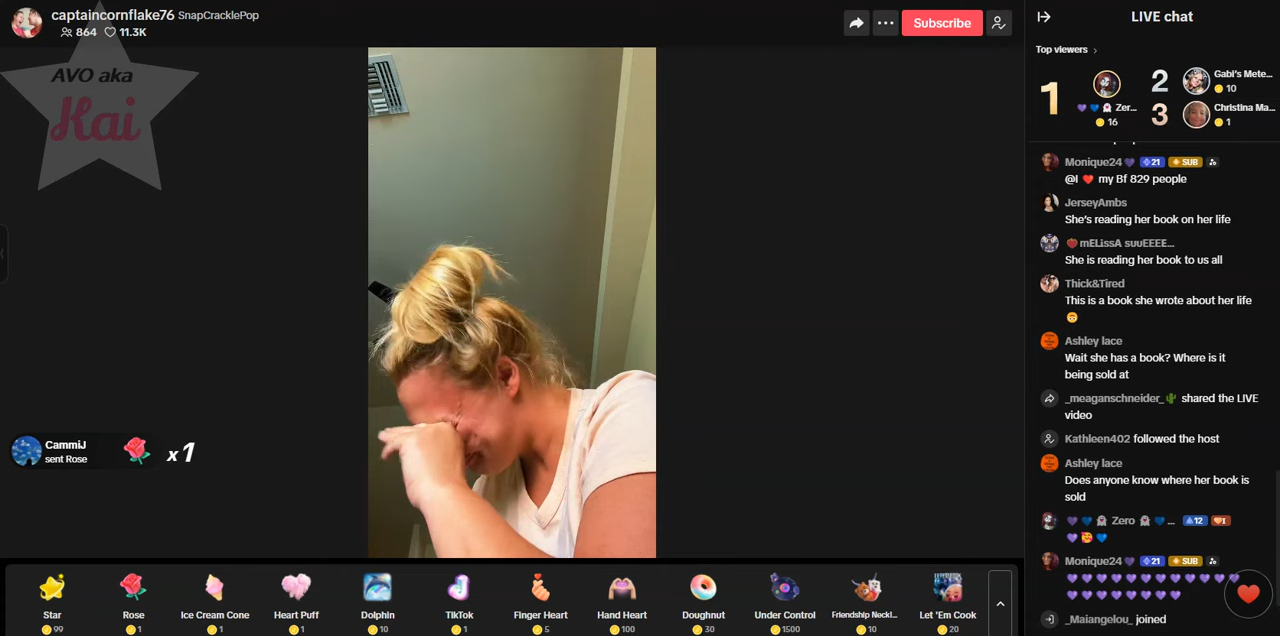 captaincornflake76 SnapCracklePop
864 11.3K
Subscribe
AVO aka
Kai
CammiJ
sent Rose
x1
Star
99
Rose
1
Ice Cream Cone
1
Heart Puff
1
Dolphin
10
TikTok
1
Finger Heart
5
Hand Heart
100
Doughnut
30
Under Control
1500
Friendship Neckl...
10
Let 'Em Cook
20
LIVE chat
Top viewers
1
Zer...
16
2
Gabi's Mete...
10
3
Christina Ma...
1
Monique24 21 SUB
@I ❤️ my Bf 829 people
JerseyAmbs
She's reading her book on her life
🍓 mELissA suuEEEE...
She is reading her book to us all
Thick&Tired
This is a book she wrote about her life
🙃
Ashley lace
Wait she has a book? Where is it
being sold at
_meaganschneider_🌵 shared the LIVE
video
Kathleen402 followed the host
Ashley lace
Does anyone know where her book is
sold
💜 💙 👻 Zero 👻 💙 ... 12 I
💜 🥰 💙
Monique24💜 21 SUB
💜💜💜💜💜💜💜💜💜💜💜💜
💜💜💜💜💜💜💜💜
_Maiangelou_ joined